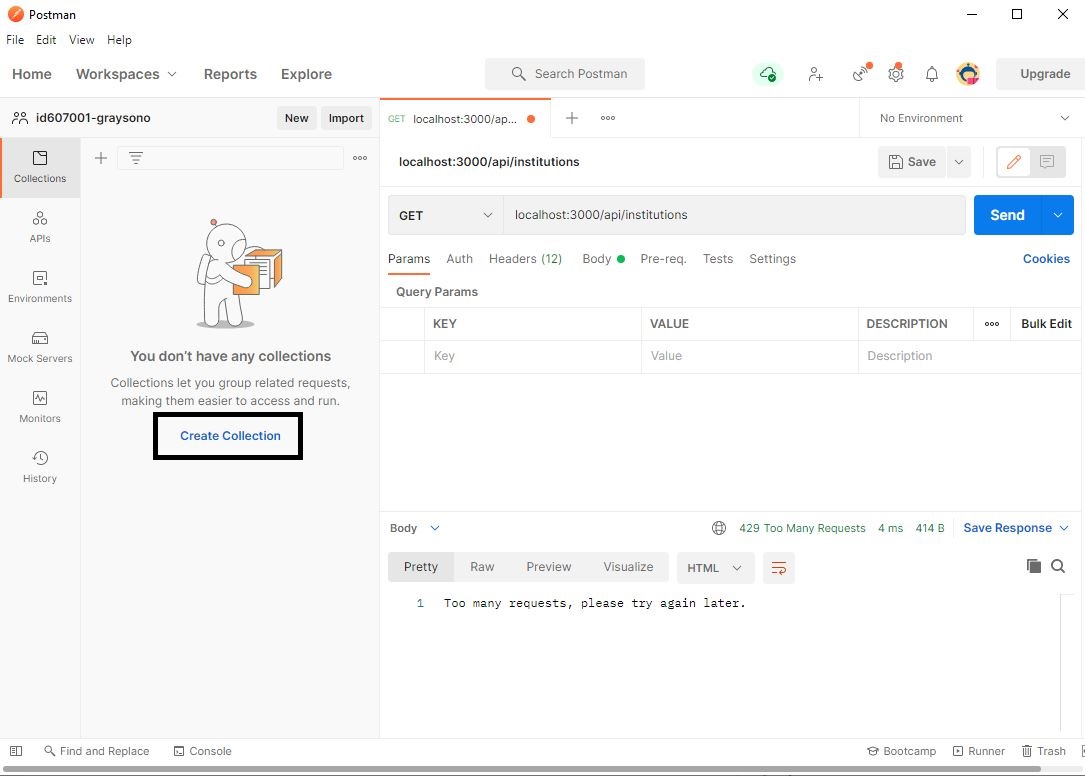 Postman
File Edit View Help
Home Workspaces Reports Explore Search Postman Upgrade
id607001-graysono New Import
GET localhost:3000/ap... No Environment
Collections
localhost:3000/api/institutions Save
APIs
GET localhost:3000/api/institutions Send
Environments
Params Auth Headers (12) Body Pre-req. Tests Settings Cookies
Query Params
KEY VALUE DESCRIPTION Bulk Edit
Key Value Description
Mock Servers
Monitors
History
You don't have any collections
Collections let you group related requests,
making them easier to access and run.
Create Collection
Body 429 Too Many Requests 4 ms 414 B Save Response
Pretty Raw Preview Visualize HTML
1 Too many requests, please try again later.
Find and Replace Console Bootcamp Runner Trash